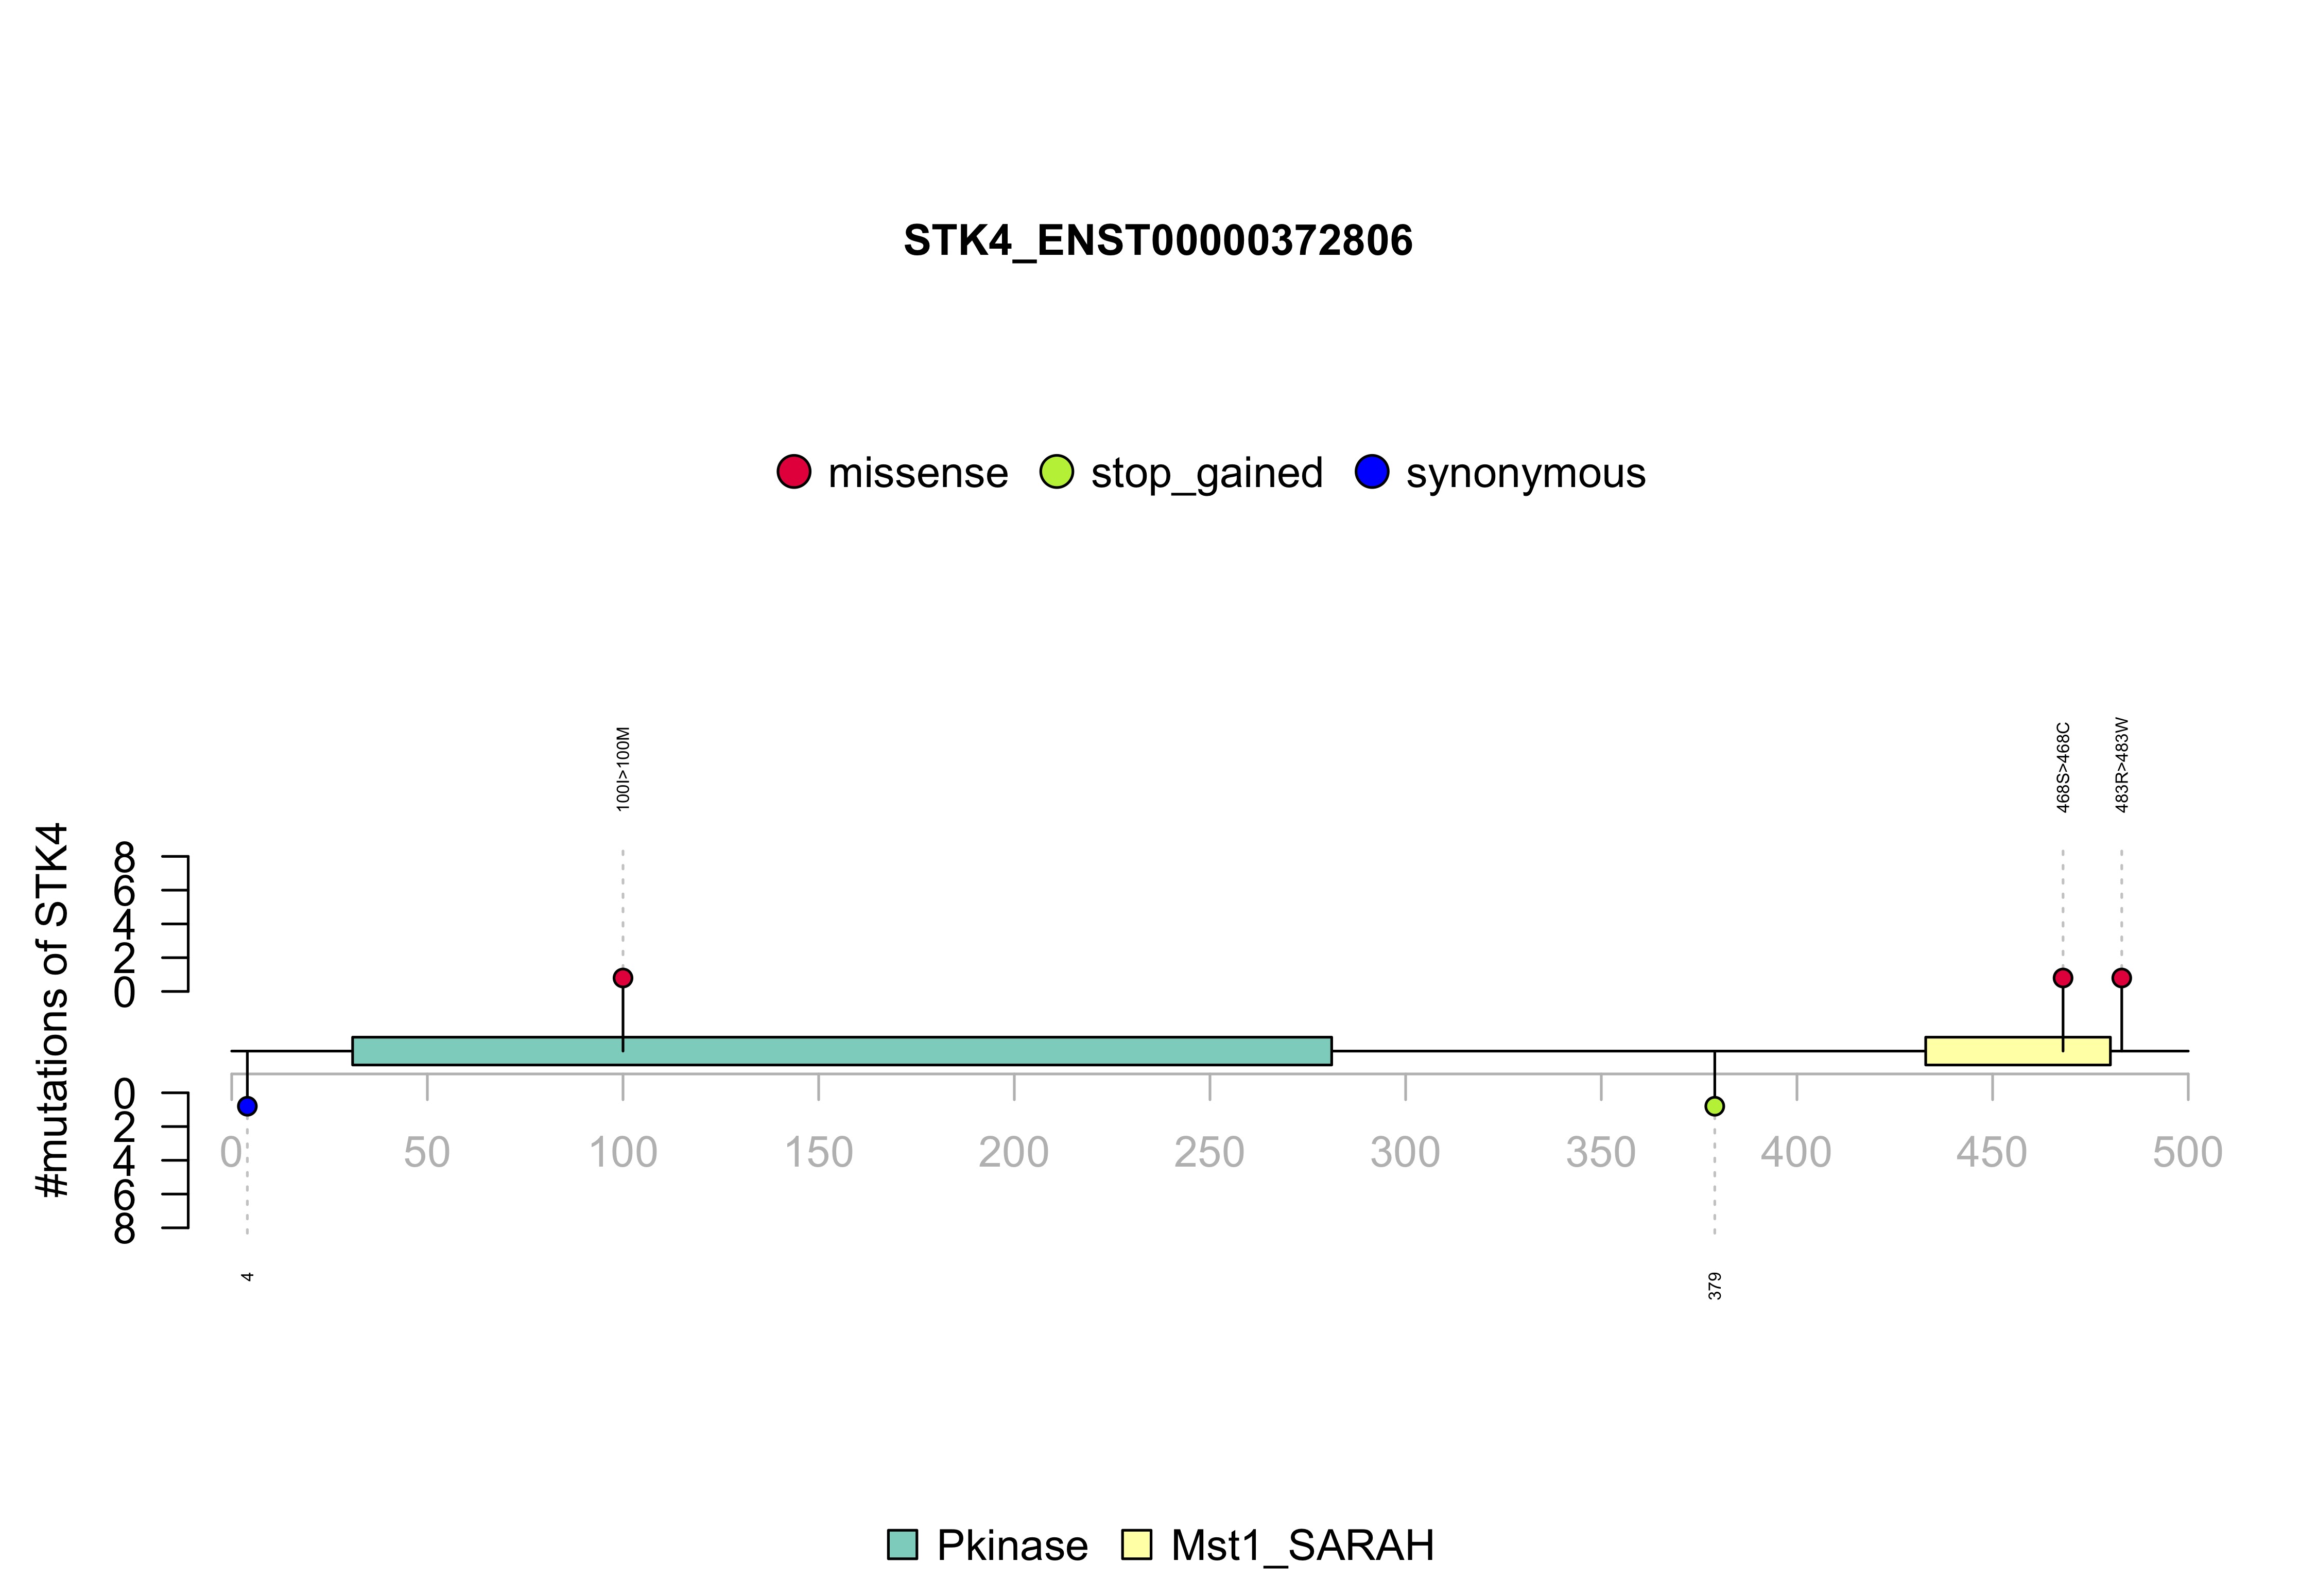 STK4_ENST00000372806
missense stop_gained synonymous
100I>100M 468S>468C 483R>483W
#mutations of STK4
8
6
4
2
0
0
2
4
6
8
0 50 100 150 200 250 300 350 400 450 500
4 379
Pkinase Mst1_SARAH